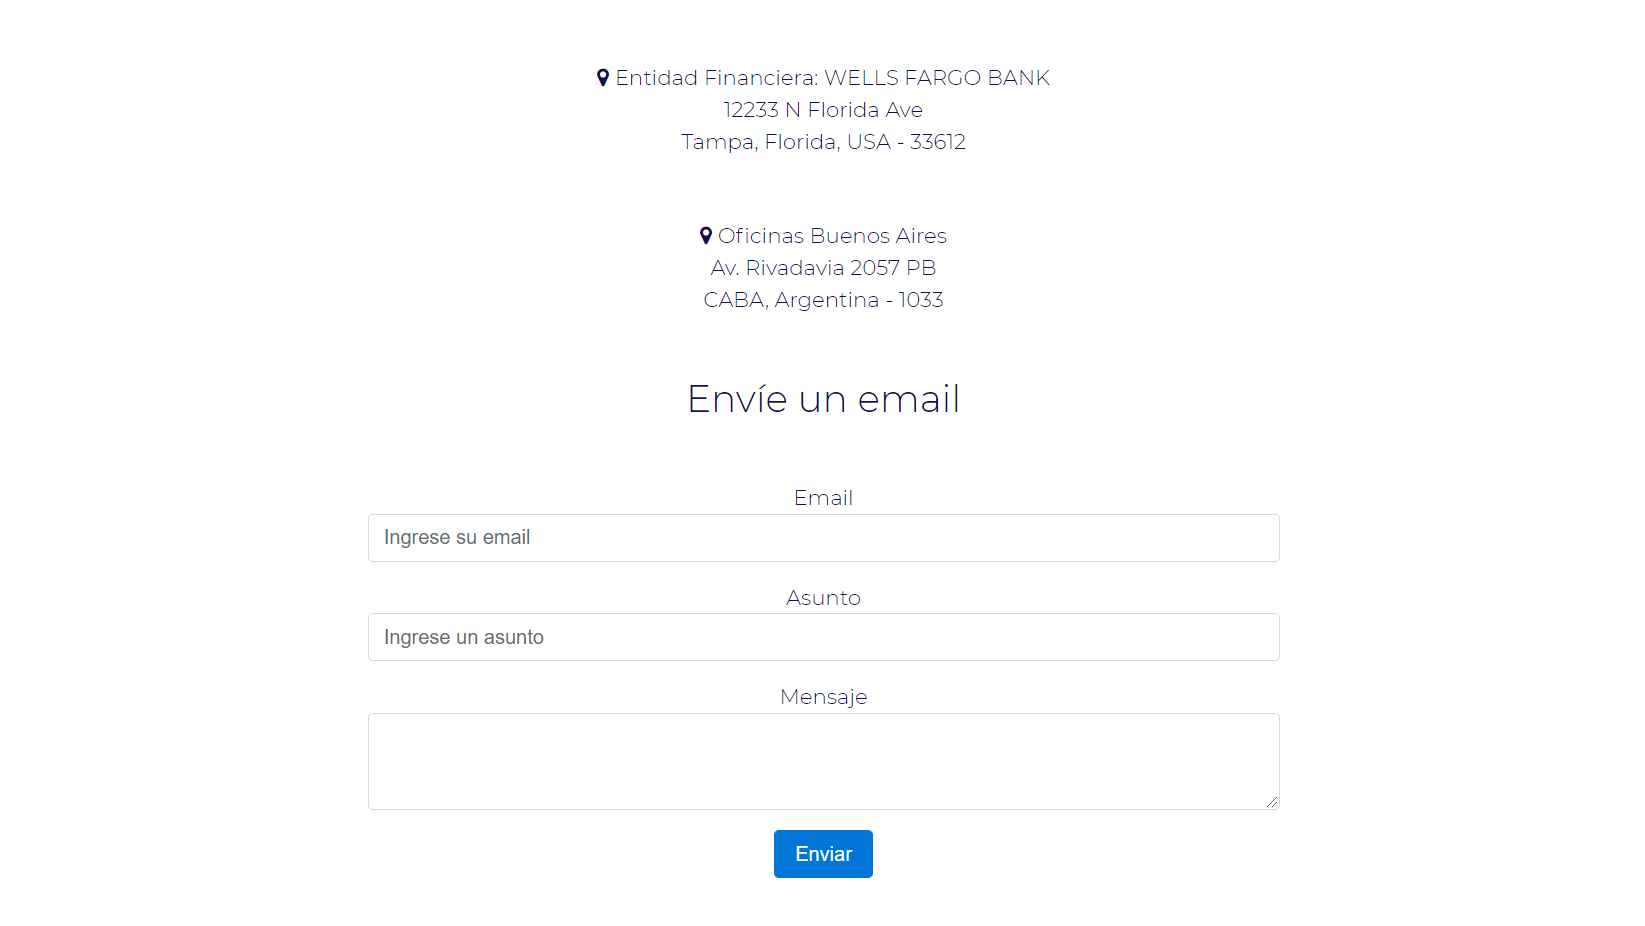 Entidad Financiera: WELLS FARGO BANK
12233 N Florida Ave
Tampa, Florida, USA - 33612
Oficinas Buenos Aires
Av. Rivadavia 2057 PB
CABA, Argentina - 1033
Envíe un email
Email
Ingrese su email
Asunto
Ingrese un asunto
Mensaje
Enviar